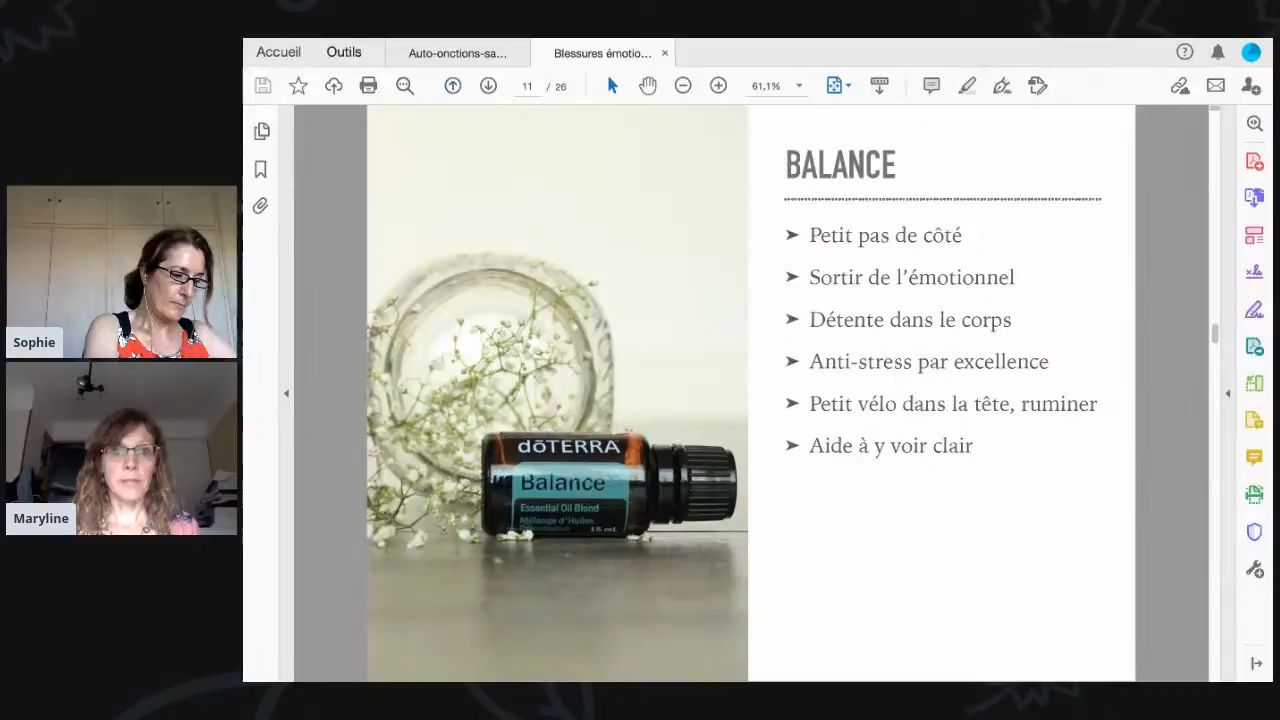 Accueil
Outils
Auto-onctions-sa...
Blessures émotio... ×
11 / 26
61,1%
BALANCE
➤ Petit pas de côté
➤ Sortir de l'émotionnel
➤ Détente dans le corps
➤ Anti-stress par excellence
➤ Petit vélo dans la tête, ruminer
➤ Aide à y voir clair
dōTERRA
Balance
Essential Oil Blend
Mélange d'Huiles
15 mL
Sophie
Maryline